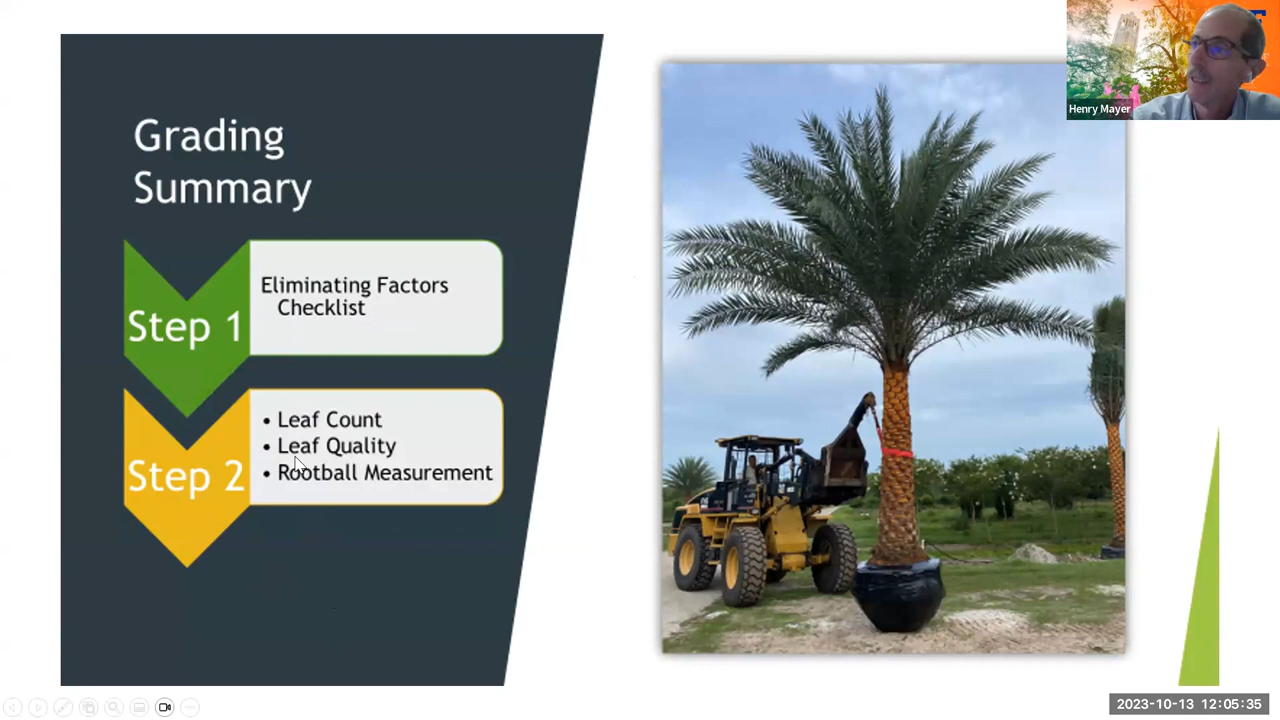 Grading
Summary
Step 1
Eliminating Factors
Checklist
Step 2
• Leaf Count
• Leaf Quality
• Rootball Measurement
Henry Mayer
2023-10-13 12:05:35